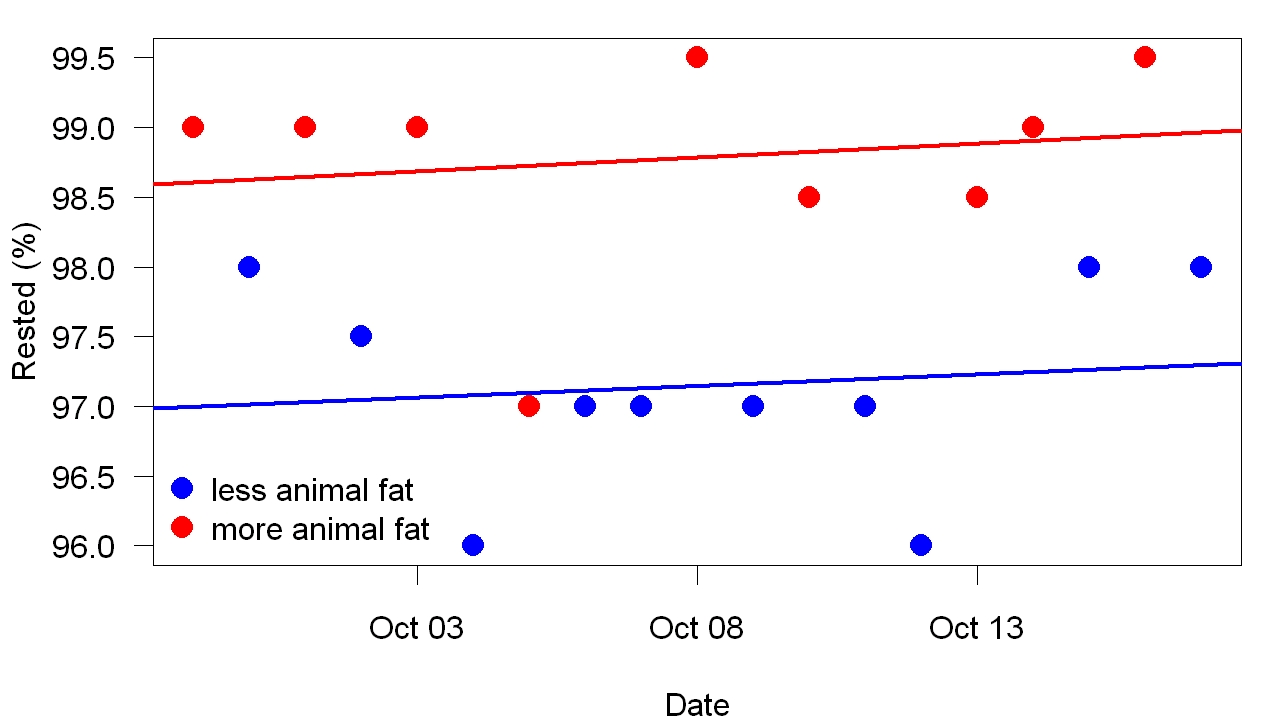 99.5
99.0
98.5
98.0
97.5
97.0
96.5
96.0
Rested (%)
less animal fat
more animal fat
Oct 03 Oct 08 Oct 13
Date